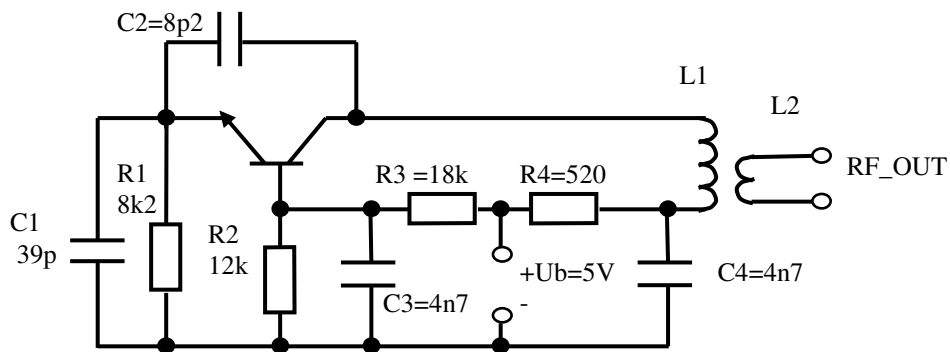 C2=8p2
L1
L2
RF_OUT
R3 =18k
R4=520
R1
8k2
C1
39p
R2
12k
+Ub=5V
-
C3=4n7
C4=4n7